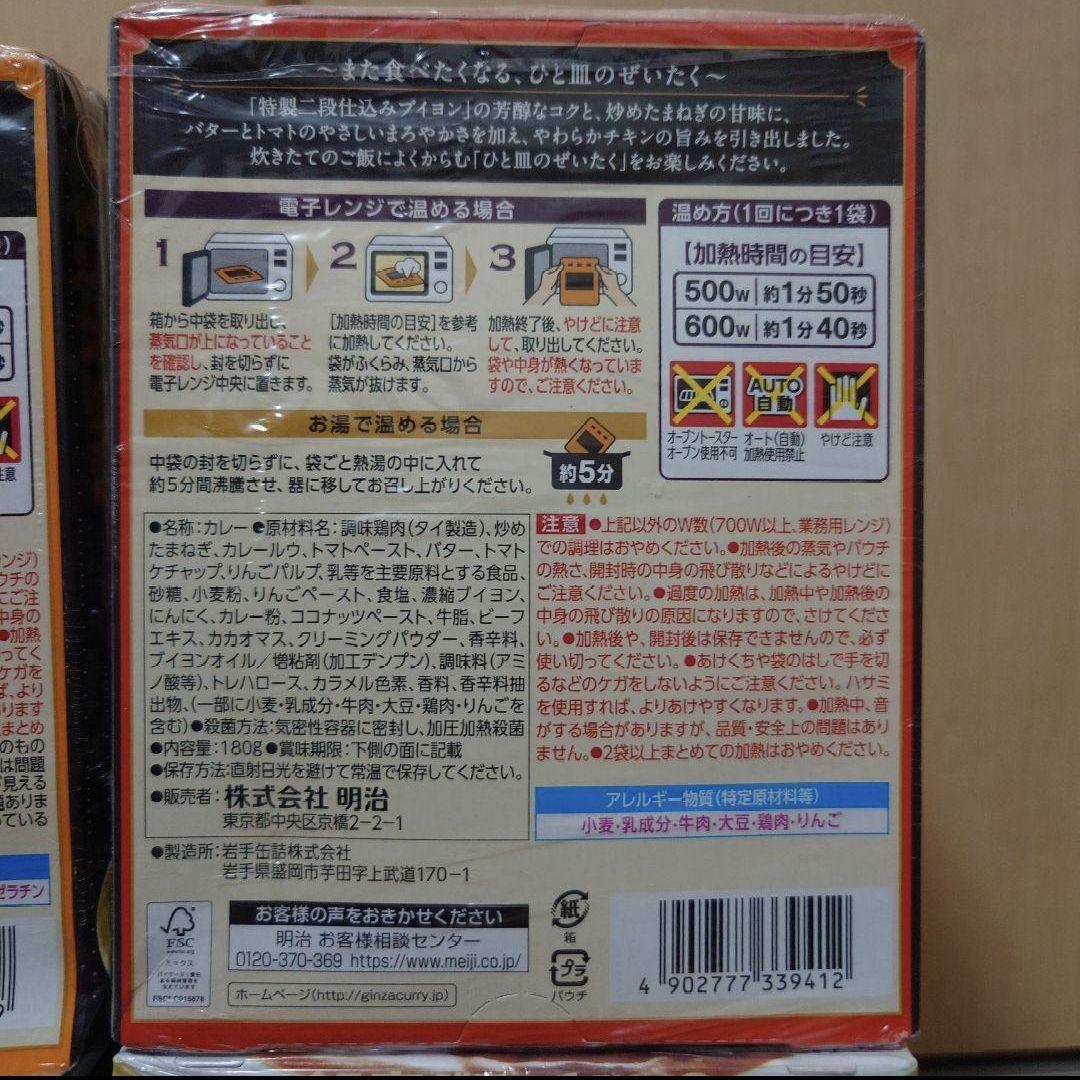 ～また食べたくなる、ひと皿のぜいたく～
「特製二段仕込みブイヨン」の芳醇なコクと、炒めたまねぎの甘味に、
バターとトマトのやさしいまろやかさを加え、やわらかチキンの旨みを引き出しました。
炊きたてのご飯によくからむ「ひと皿のぜいたく」をお楽しみください。
電子レンジで温める場合
1
箱から中袋を取り出し、
蒸気口が上になっていること
を確認し、封を切らずに
電子レンジ中央に置きます。
2
[加熱時間の目安]を参考
に加熱してください。
袋がふくらみ、蒸気口から
蒸気が抜けます。
3
加熱終了後、やけどに注意
して、取り出してください。
袋や中身が熱くなっていま
すので、ご注意ください。
温め方(1回につき1袋)
【加熱時間の目安】
500W 約1分50秒
600W 約1分40秒
オーブントースター
オーブン使用不可
AUTO
自動
オート(自動)
加熱使用禁止
やけど注意
お湯で温める場合
中袋の封を切らずに、袋ごと熱湯の中に入れて
約5分間沸騰させ、器に移してお召し上がりください。
約5分
●名称:カレー●原材料名:調味鶏肉(タイ製造)、炒め
たまねぎ、カレールウ、トマトペースト、バター、トマト
ケチャップ、りんごパルプ、乳等を主要原料とする食品、
砂糖、小麦粉、りんごペースト、食塩、濃縮ブイヨン、
にんにく、カレー粉、ココナッツペースト、牛脂、ビーフ
エキス、カカオマス、クリーミングパウダー、香辛料、
ブイヨンオイル／増粘剤(加工デンプン)、調味料(アミ
ノ酸等)、トレハロース、カラメル色素、香料、香辛料抽
出物、(一部に小麦・乳成分・牛肉・大豆・鶏肉・りんごを
含む)●殺菌方法:気密性容器に密封し、加圧加熱殺菌
●内容量:180g●賞味期限:下側の面に記載
●保存方法:直射日光を避けて常温で保存してください。
●販売者:株式会社 明治
東京都中央区京橋2-2-1
●製造所:岩手缶詰株式会社
岩手県盛岡市芋田字上武道170-1
注意 ●上記以外のW数(700W以上、業務用レンジ)
での調理はおやめください。●加熱後の蒸気やパウチ
の熱さ、開封時の中身の飛び散りなどによるやけどに
ご注意ください。●過度の加熱は、加熱中や加熱後の
中身の飛び散りの原因になりますので、さけてくださ
い。●加熱後や、開封後は保存できませんので、必ず
使い切ってください。●あけくちや袋のはしで手を切
るなどのケガをしないようにご注意ください。ハサミ
を使用すれば、よりあけやすくなります。●加熱中、音
がする場合がありますが、品質・安全上の問題はあり
ません。●2袋以上まとめての加熱はおやめください。
アレルギー物質(特定原材料等)
小麦・乳成分・牛肉・大豆・鶏肉・りんご
FSC
ミックス
お客様の声をおきかせください
明治 お客様相談センター
0120-370-369 https://www.meiji.co.jp/
ホームページ(http://ginzacurry.jp)
紙
箱
プラ
パウチ
4 902777 339412
意
ンジ)
ウチの
にご注
●加熱
ってく
ケガを
ば、より
まとめ
のもの
は問題
が見える
ありま
ている
ゼラチン
9